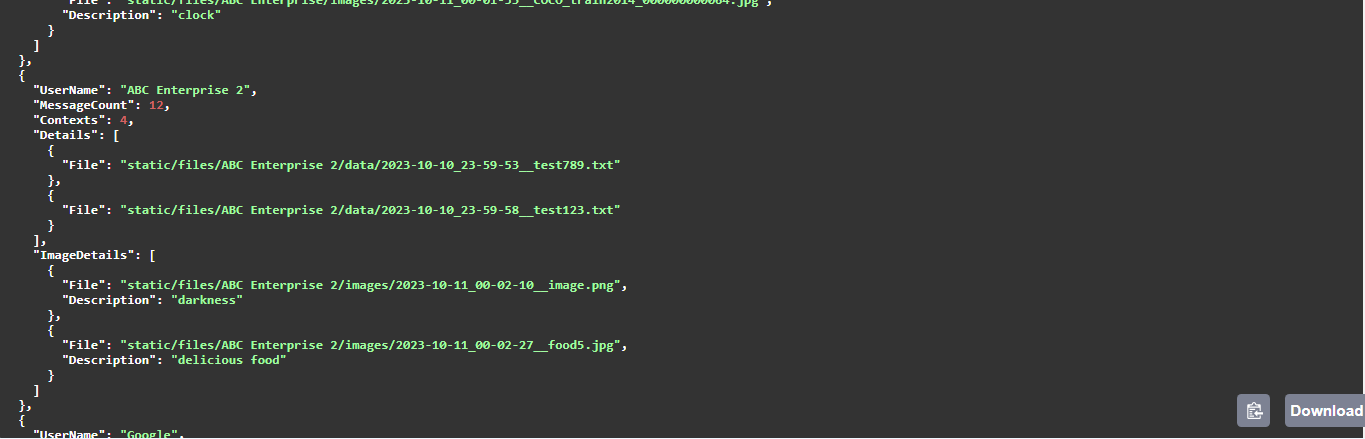 "File": "static/files/ABC Enterprise/images/2023-10-11_00-01-55__COCO_train2014_000000000064.jpg",
"Description": "clock"
}
]
},
{
"UserName": "ABC Enterprise 2",
"MessageCount": 12,
"Contexts": 4,
"Details": [
{
"File": "static/files/ABC Enterprise 2/data/2023-10-10_23-59-53__test789.txt"
},
{
"File": "static/files/ABC Enterprise 2/data/2023-10-10_23-59-58__test123.txt"
}
],
"ImageDetails": [
{
"File": "static/files/ABC Enterprise 2/images/2023-10-11_00-02-10__image.png",
"Description": "darkness"
},
{
"File": "static/files/ABC Enterprise 2/images/2023-10-11_00-02-27__food5.jpg",
"Description": "delicious food"
}
]
},
{
"UserName": "Google",
Download